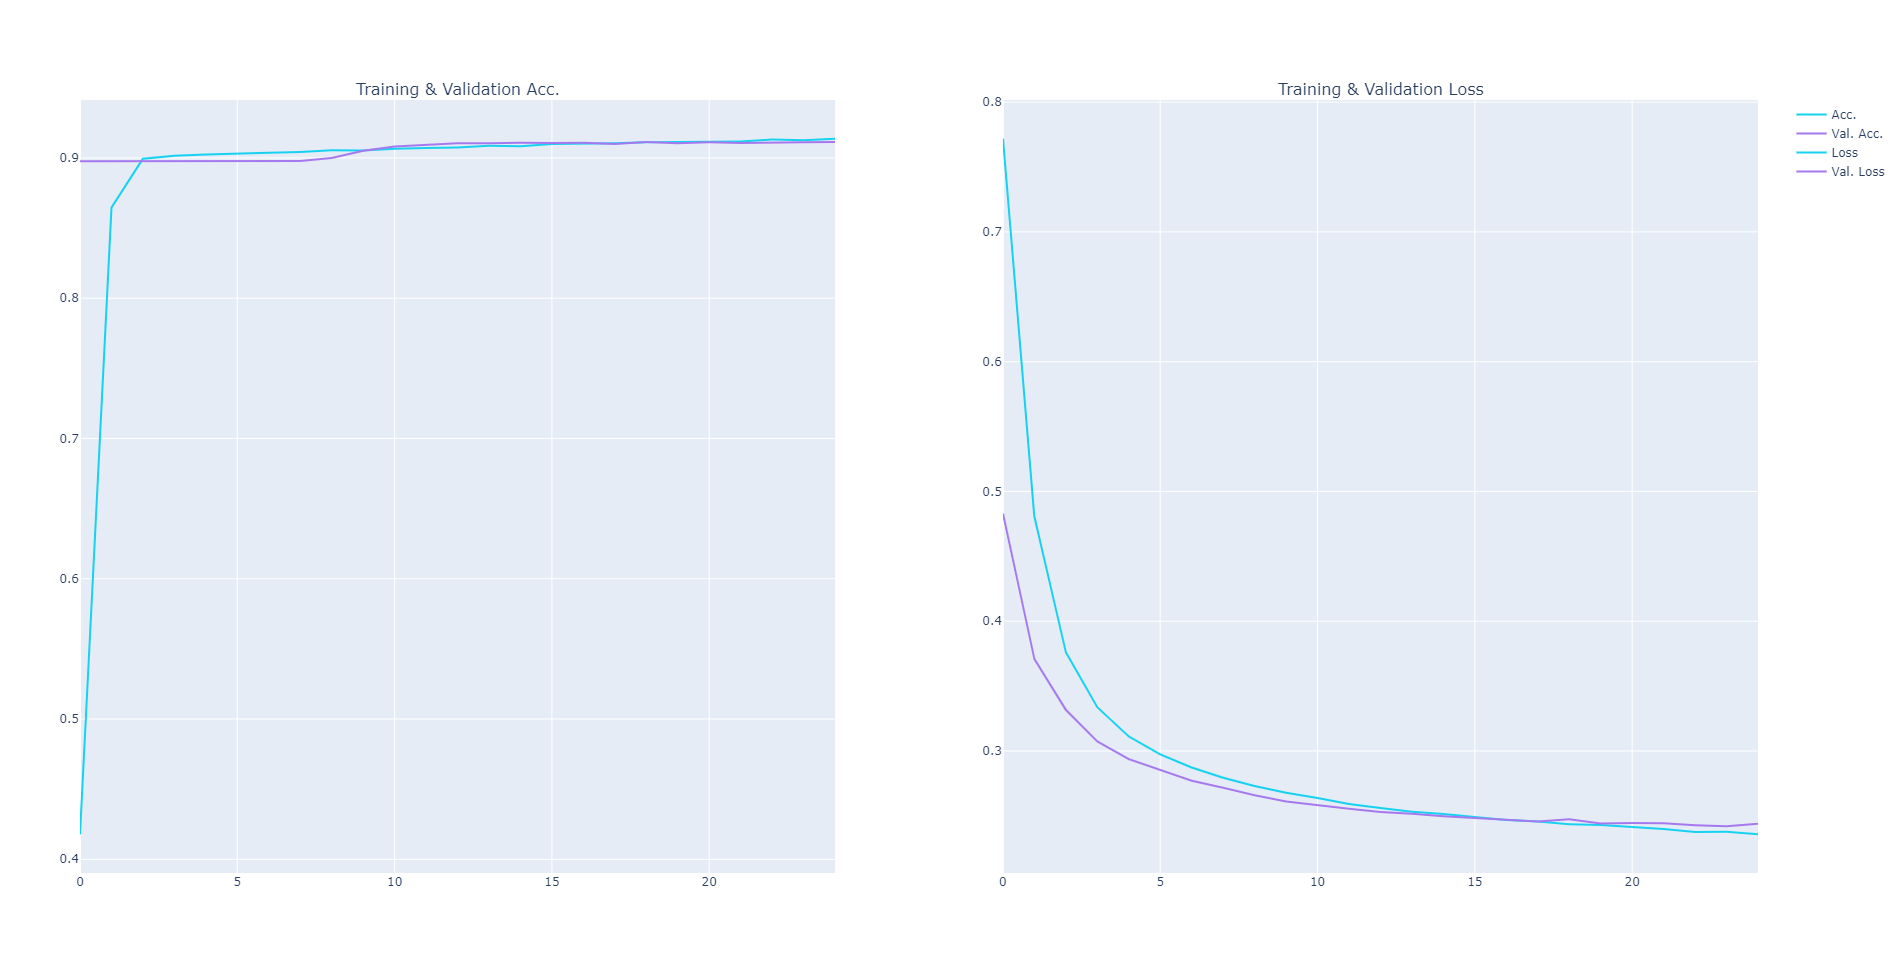 Training & Validation Acc.
0.9
0.8
0.7
0.6
0.5
0.4
0 5 10 15 20
Training & Validation Loss
0.8
0.7
0.6
0.5
0.4
0.3
0 5 10 15 20
Acc.
Val. Acc.
Loss
Val. Loss